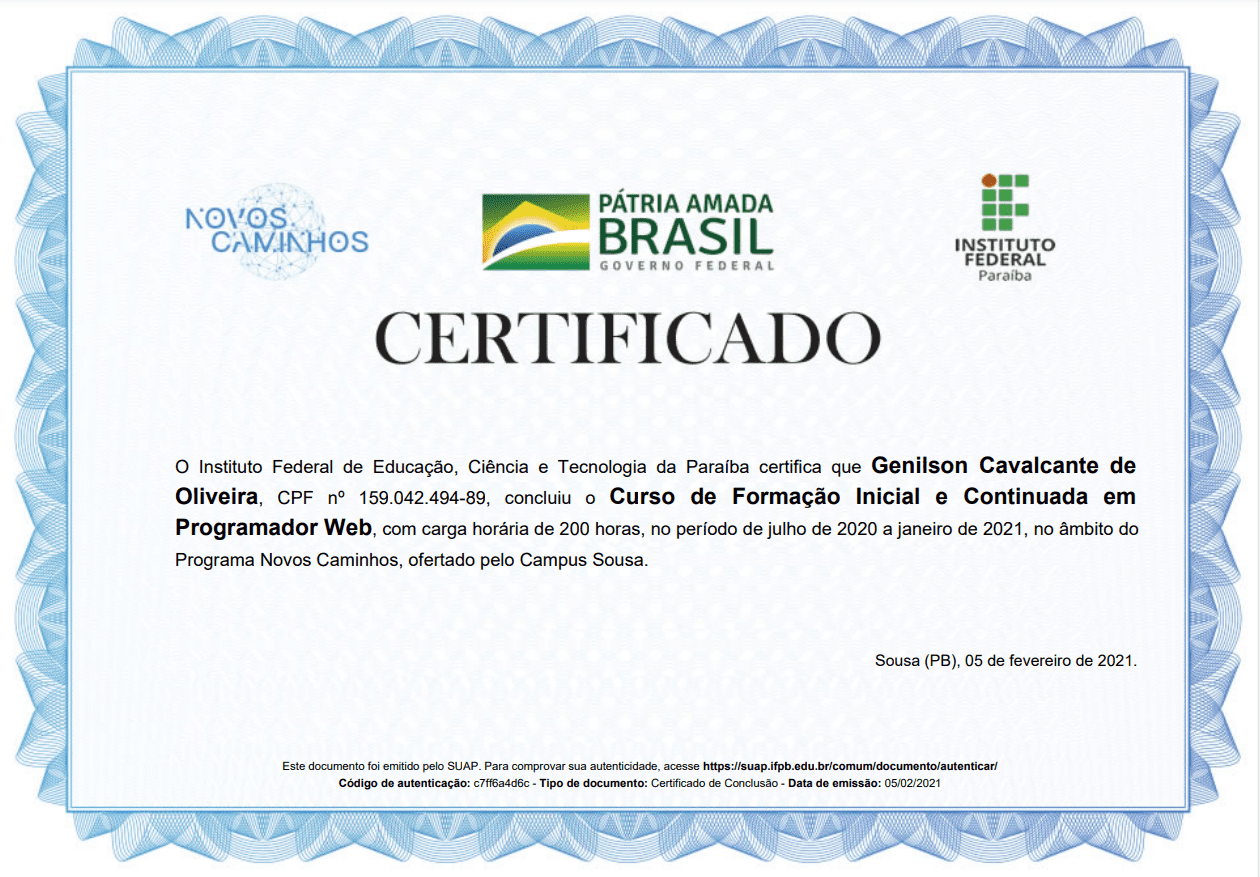 NOVOS
CAMINHOS
PÁTRIA AMADA
BRASIL
GOVERNO FEDERAL
INSTITUTO
FEDERAL
Paraíba
CERTIFICADO
O Instituto Federal de Educação, Ciência e Tecnologia da Paraíba certifica que Genilson Cavalcante de
Oliveira, CPF nº 159.042.494-89, concluiu o Curso de Formação Inicial e Continuada em
Programador Web, com carga horária de 200 horas, no período de julho de 2020 a janeiro de 2021, no âmbito do
Programa Novos Caminhos, ofertado pelo Campus Sousa.
Sousa (PB), 05 de fevereiro de 2021.
Este documento foi emitido pelo SUAP. Para comprovar sua autenticidade, acesse https://suap.ifpb.edu.br/comum/documento/autenticar/
Código de autenticação: c7ff6a4d6c - Tipo de documento: Certificado de Conclusão - Data de emissão: 05/02/2021